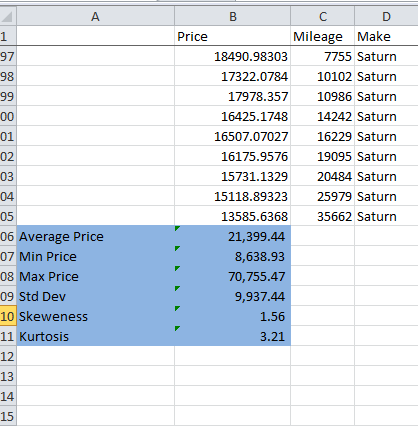 A B C D
1 Price Mileage Make
97 18490.98303 7755 Saturn
98 17322.0784 10102 Saturn
99 17978.357 10986 Saturn
00 16425.1748 14242 Saturn
01 16507.07027 16229 Saturn
02 16175.9576 19095 Saturn
03 15731.1329 20484 Saturn
04 15118.89323 25979 Saturn
05 13585.6368 35662 Saturn
06 Average Price 21,399.44
07 Min Price 8,638.93
08 Max Price 70,755.47
09 Std Dev 9,937.44
10 Skeweness 1.56
11 Kurtosis 3.21
12
13
14
15